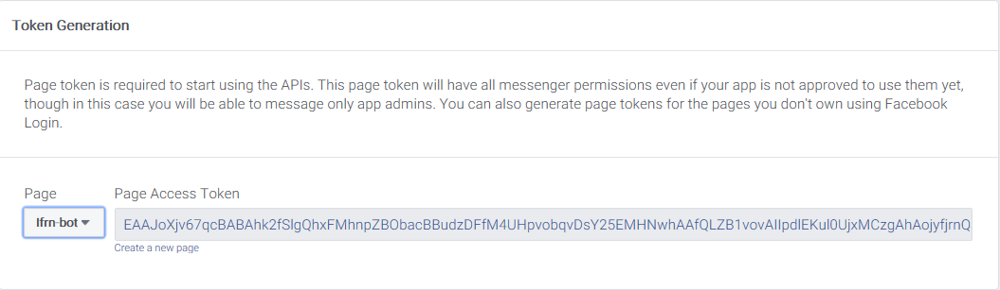 Token Generation
Page token is required to start using the APIs. This page token will have all messenger permissions even if your app is not approved to use them yet,
though in this case you will be able to message only app admins. You can also generate page tokens for the pages you don't own using Facebook
Login.
Page
Page Access Token
Ifrn-bot
EAAJoXjv67qcBABAhk2fSlgQhxFMhnpZBObacBBudzDFfM4UHpvobqvDsY25EMHNwhAAfQLZB1vovAIIpdlEKul0UjxMCzgAhAojyfjrnQ
Create a new page